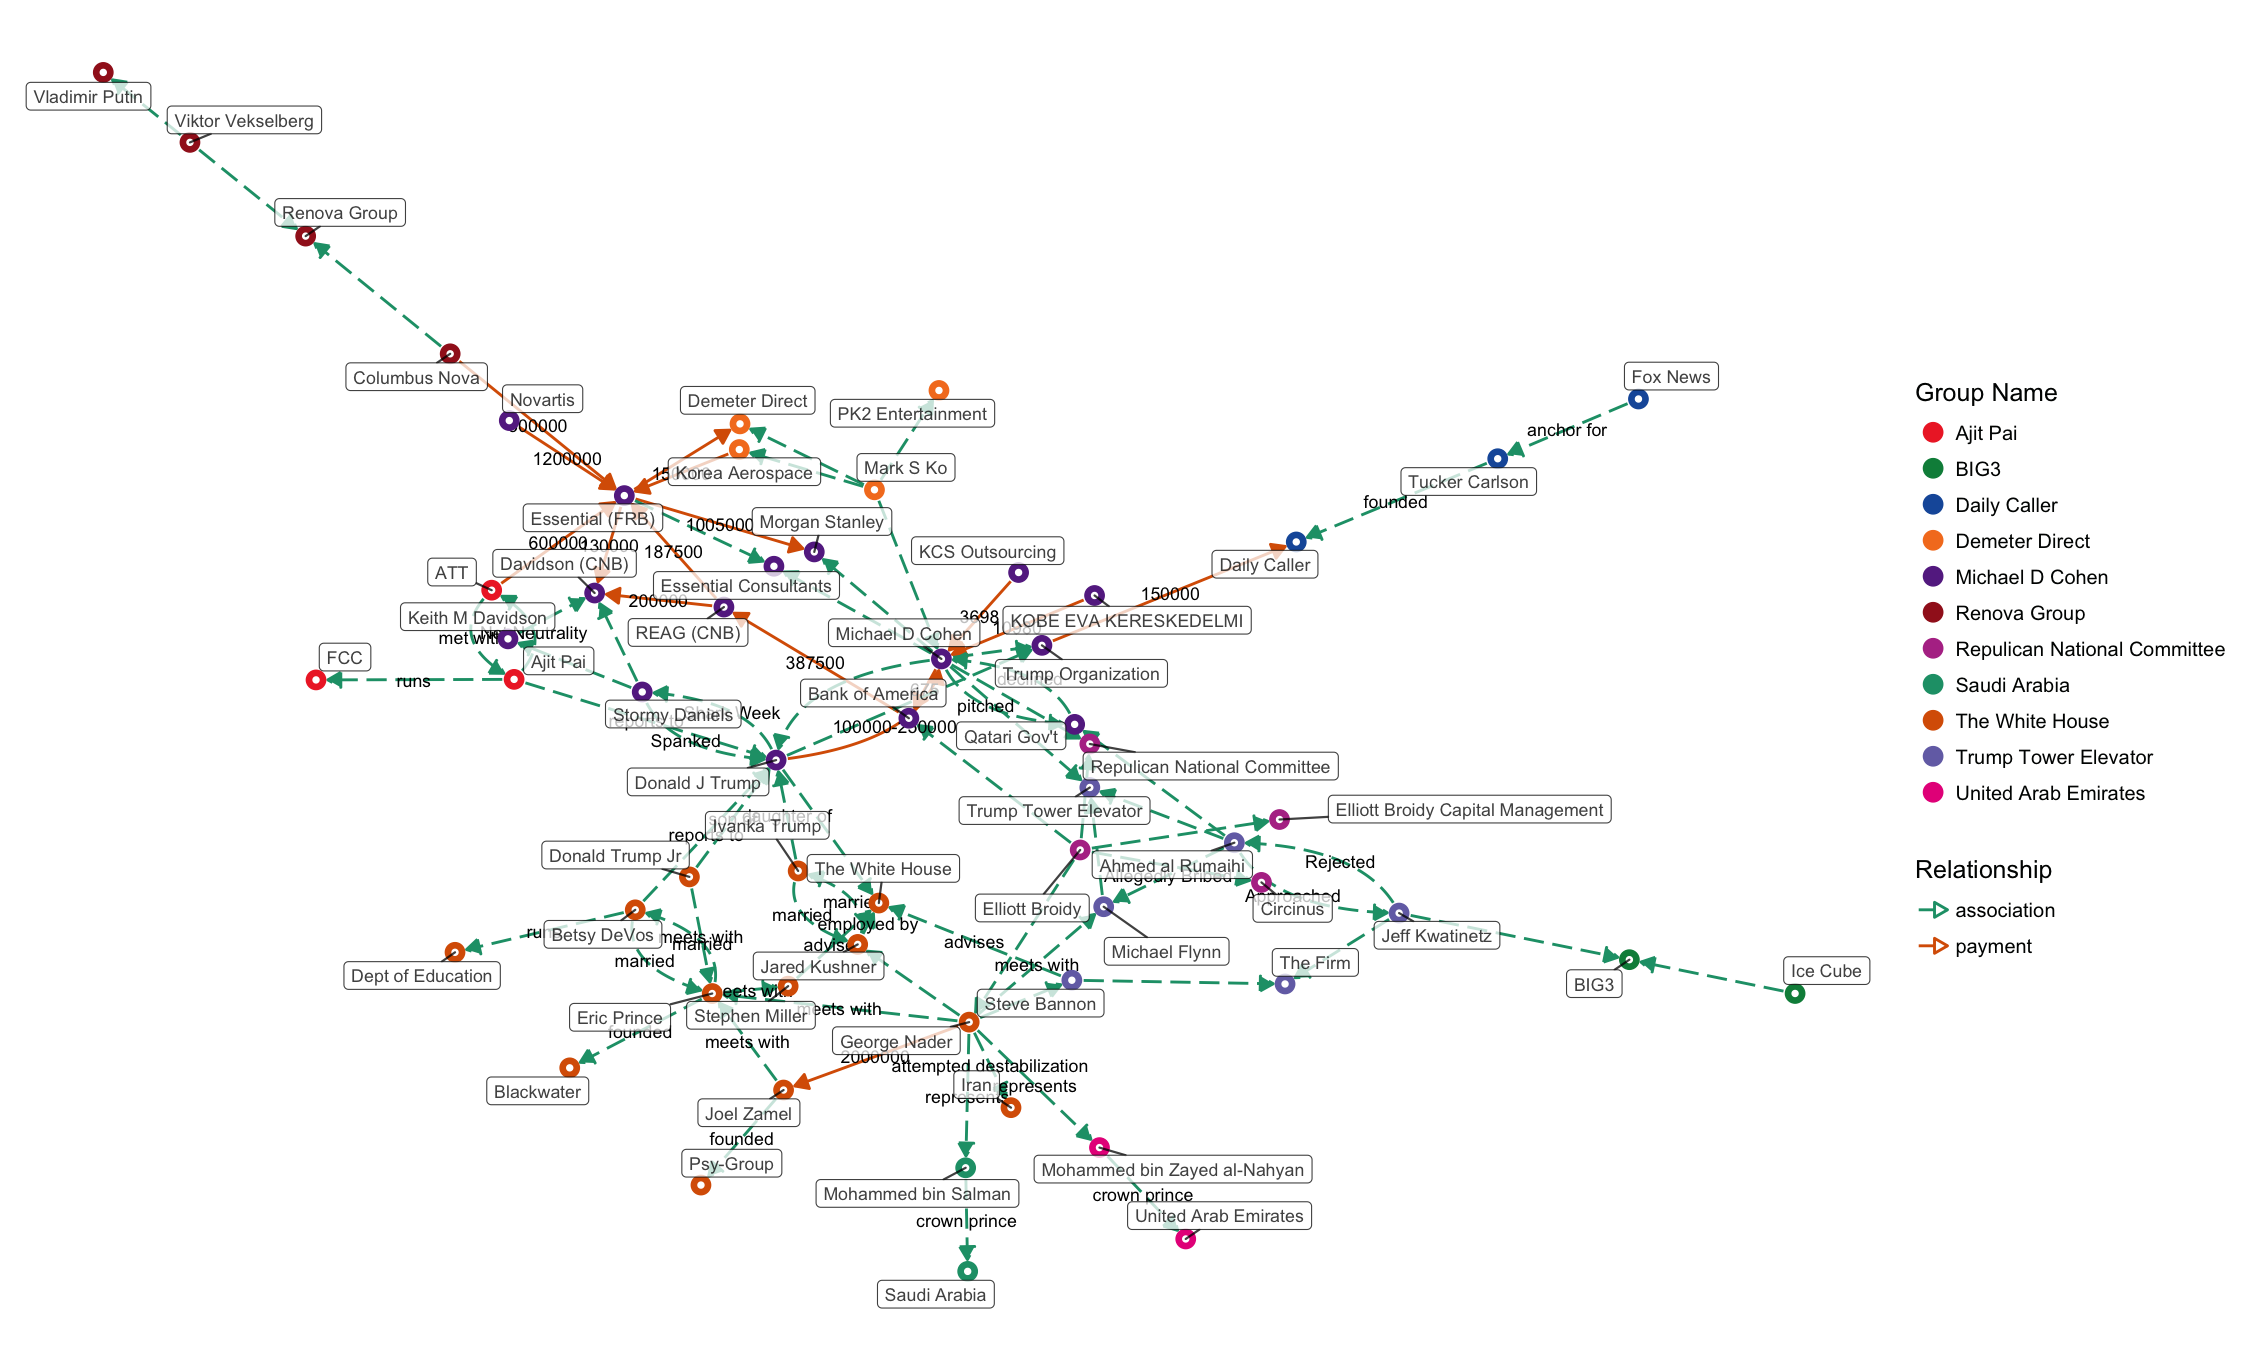 Vladimir Putin
Viktor Vekselberg
Renova Group
Columbus Nova
Novartis
1200000
Demeter Direct
PK2 Entertainment
Korea Aerospace
Mark S Ko
Fox News
anchor for
Tucker Carlson
founded
Daily Caller
150000
Essential (FRB)
1005000
Morgan Stanley
600000
130000
187500
Davidson (CNB)
ATT
KCS Outsourcing
Essential Consultants
200000
Keith M Davidson
REAG (CNB)
3698
10980
KOBE EVA KERESKEDELMI
Michael D Cohen
met with
Neutrality
Ajit Pai
FCC
runs
387500
Trump Organization
declined
Bank of America
675
pitched
Stormy Daniels
Week
reports to
Spanked
100000-250000
Qatari Gov't
Repulican National Committee
Donald J Trump
Trump Tower Elevator
Elliott Broidy Capital Management
daughter of
Ivanka Trump
reports to
Donald Trump Jr
The White House
Ahmed al Rumaihi
Allegedly Bribed
Rejected
Approached
Circinus
married
married
employed by
Elliott Broidy
Jeff Kwatinetz
Betsy DeVos
meets with
married
married
advises
advises
Michael Flynn
Dept of Education
Jared Kushner
meets with
The Firm
BIG3
Ice Cube
Eric Prince
Stephen Miller
meets with
meets with
Steve Bannon
founded
meets with
George Nader
2000000
attempted destabilization
Iran
represents
represents
Blackwater
Joel Zamel
founded
Psy-Group
Mohammed bin Salman
Mohammed bin Zayed al-Nahyan
crown prince
crown prince
United Arab Emirates
Saudi Arabia
Group Name
Ajit Pai
BIG3
Daily Caller
Demeter Direct
Michael D Cohen
Renova Group
Repulican National Committee
Saudi Arabia
The White House
Trump Tower Elevator
United Arab Emirates
Relationship
association
payment